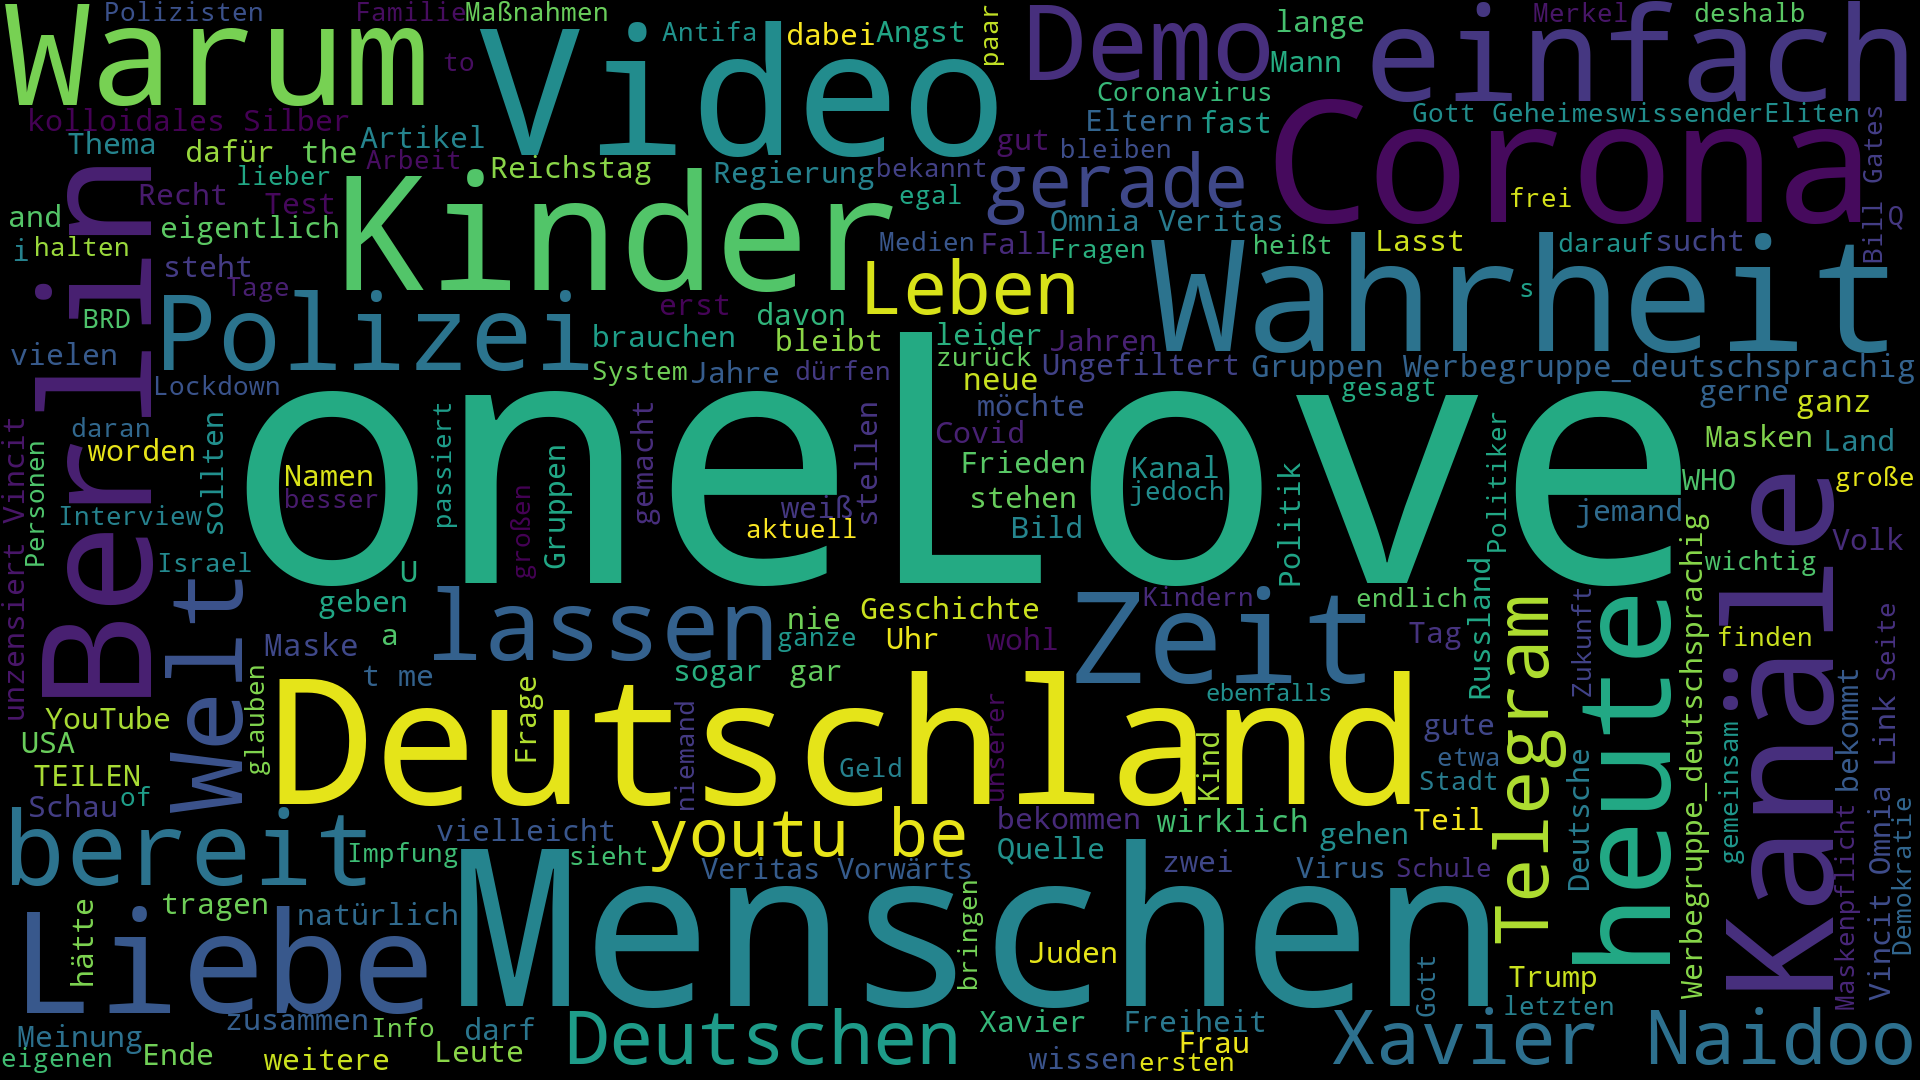 Polizisten
Familie
Maßnahmen
Warum
Video
Antifa
dabei
Angst
paar
Demo
lange
Merkel
deshalb
einfach
to
Mann
kolloidales Silber
Coronavirus
Gott GeheimeswissenderEliten
Thema
dafür
the
Artikel
Arbeit
Reichstag
Regierung
bekannt
gut
Eltern
fast
bleiben
Corona
Bill Gates
Berlin
Recht
lieber
Test
Kinder
egal
gerade
frei
Q
and
eigentlich
Omnia Veritas
i
halten
Medien
Fall
Fragen
heißt
Lasst
darauf
sucht
steht
Tage
Leben
Wahrheit
s
BRD
Polizei
erst
davon
brauchen
bleibt
leider
Jahren
vielen
zurück
Ungefiltert
Gruppen Werbegruppe_deutschsprachig
Lockdown
System
Jahre
dürfen
neue
gesagt
gerne
ganz
möchte
oneLove
daran
worden
sollten
Namen
besser
passiert
großen
Gruppen
gemacht
weiß
stellen
aktuell
Covid
Frieden
stehen
Bild
Kanal
jedoch
Politik
Politiker
Masken
Land
WHO
große
jemand
Volk
wichtig
unzensiert Vincit
Personen
Interview
Israel
Welt
U
geben
a
lassen
nie
ganze
Geschichte
Uhr
wohl
Zeit
Kindern
endlich
Tag
Russland
Telegram
Zukunft
heute
Werbegruppe_deutschsprachig
finden
Kanäle
Maske
t me
sogar
gar
ebenfalls
YouTube
USA
glauben
Deutschland
Frage
niemand
Geld
unserer
Kind
gute
etwa
Stadt
Deutsche
gemeinsam
bekommt
Vincit Omnia Link Seite
TEILEN
Schau
of
bereit
vielleicht
youtu be
bekommen
wirklich
gehen
Teil
Impfung
sieht
Veritas Vorwärts
Quelle
zwei
Virus
Schule
Maskenpflicht
Demokratie
hätte
tragen
natürlich
Liebe
Menschen
bringen
Juden
Gott
Trump
letzten
Meinung
zusammen
Info
darf
Deutschen
Xavier
Freiheit
Xavier Naidoo
eigenen
Ende
weitere
Leute
wissen
Frau
ersten